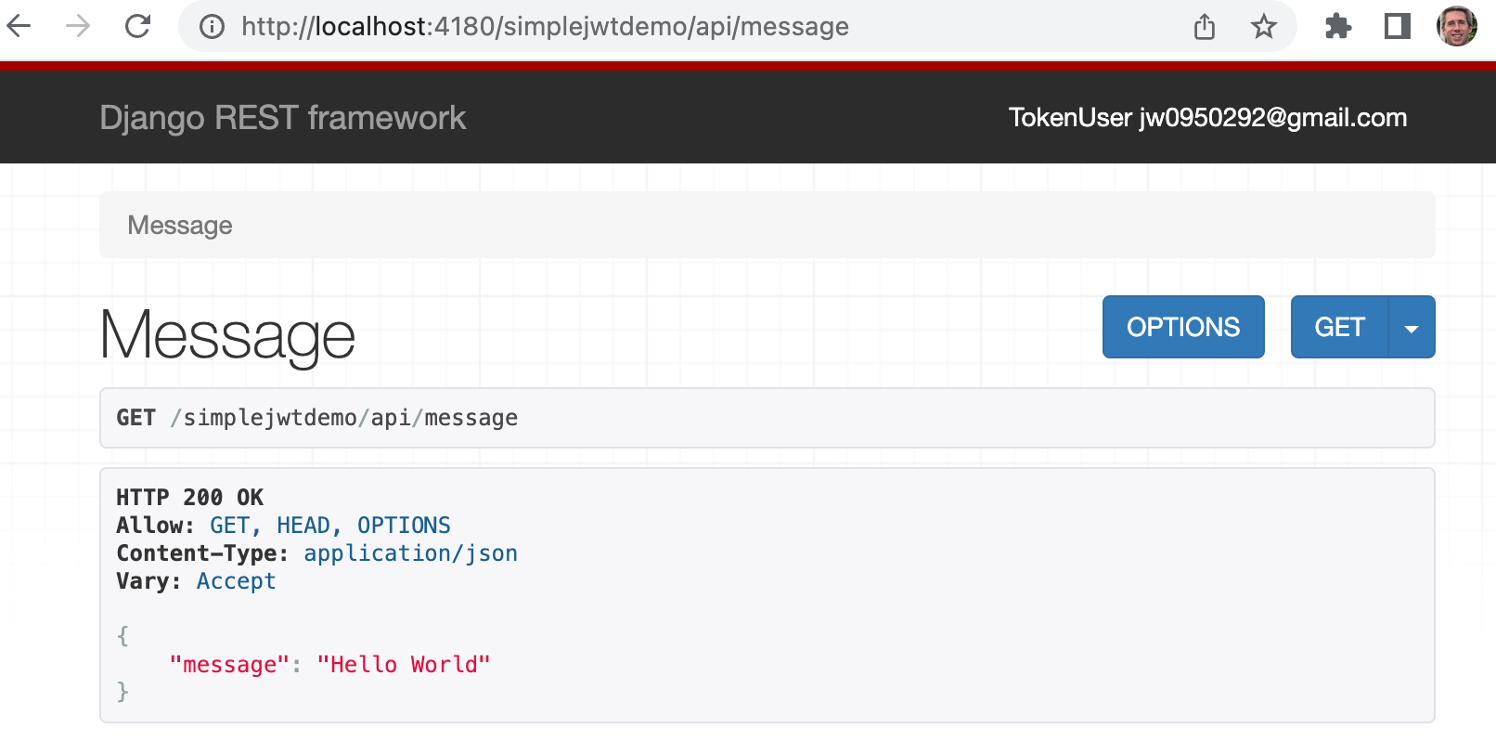 http://localhost:4180/simplejwtdemo/api/message
Django REST framework TokenUser jw0950292@gmail.com
Message
Message OPTIONS GET
GET /simplejwtdemo/api/message
HTTP 200 OK
Allow: GET, HEAD, OPTIONS
Content-Type: application/json
Vary: Accept
{
"message": "Hello World"
}